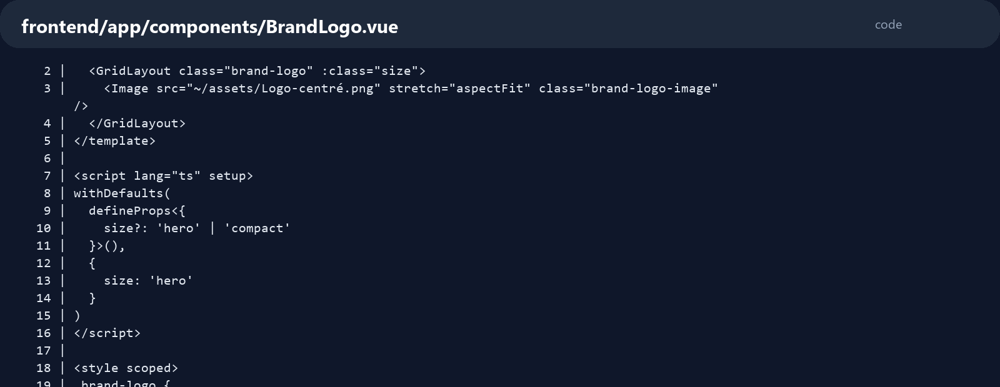 frontend/app/components/BrandLogo.vue
code
2 |   <GridLayout class="brand-logo" :class="size">
3 |     <Image src="~/assets/Logo-centré.png" stretch="aspectFit" class="brand-logo-image"
/>
4 |   </GridLayout>
5 | </template>
6 |
7 | <script lang="ts" setup>
8 | withDefaults(
9 |   defineProps<{
10 |     size?: 'hero' | 'compact'
11 |   }>(),
12 |   {
13 |     size: 'hero'
14 |   }
15 | )
16 | </script>
17 |
18 | <style scoped>
19 | .brand-logo {